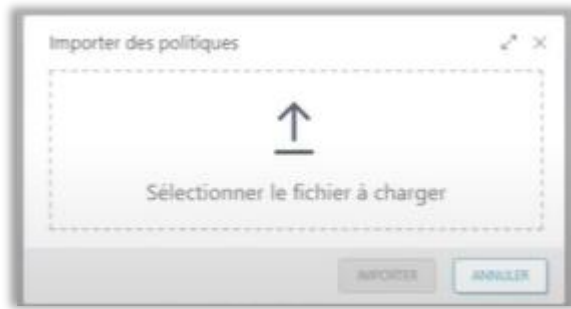 Importer des politiques
Sélectionner le fichier à charger
IMPORTER
ANNULER